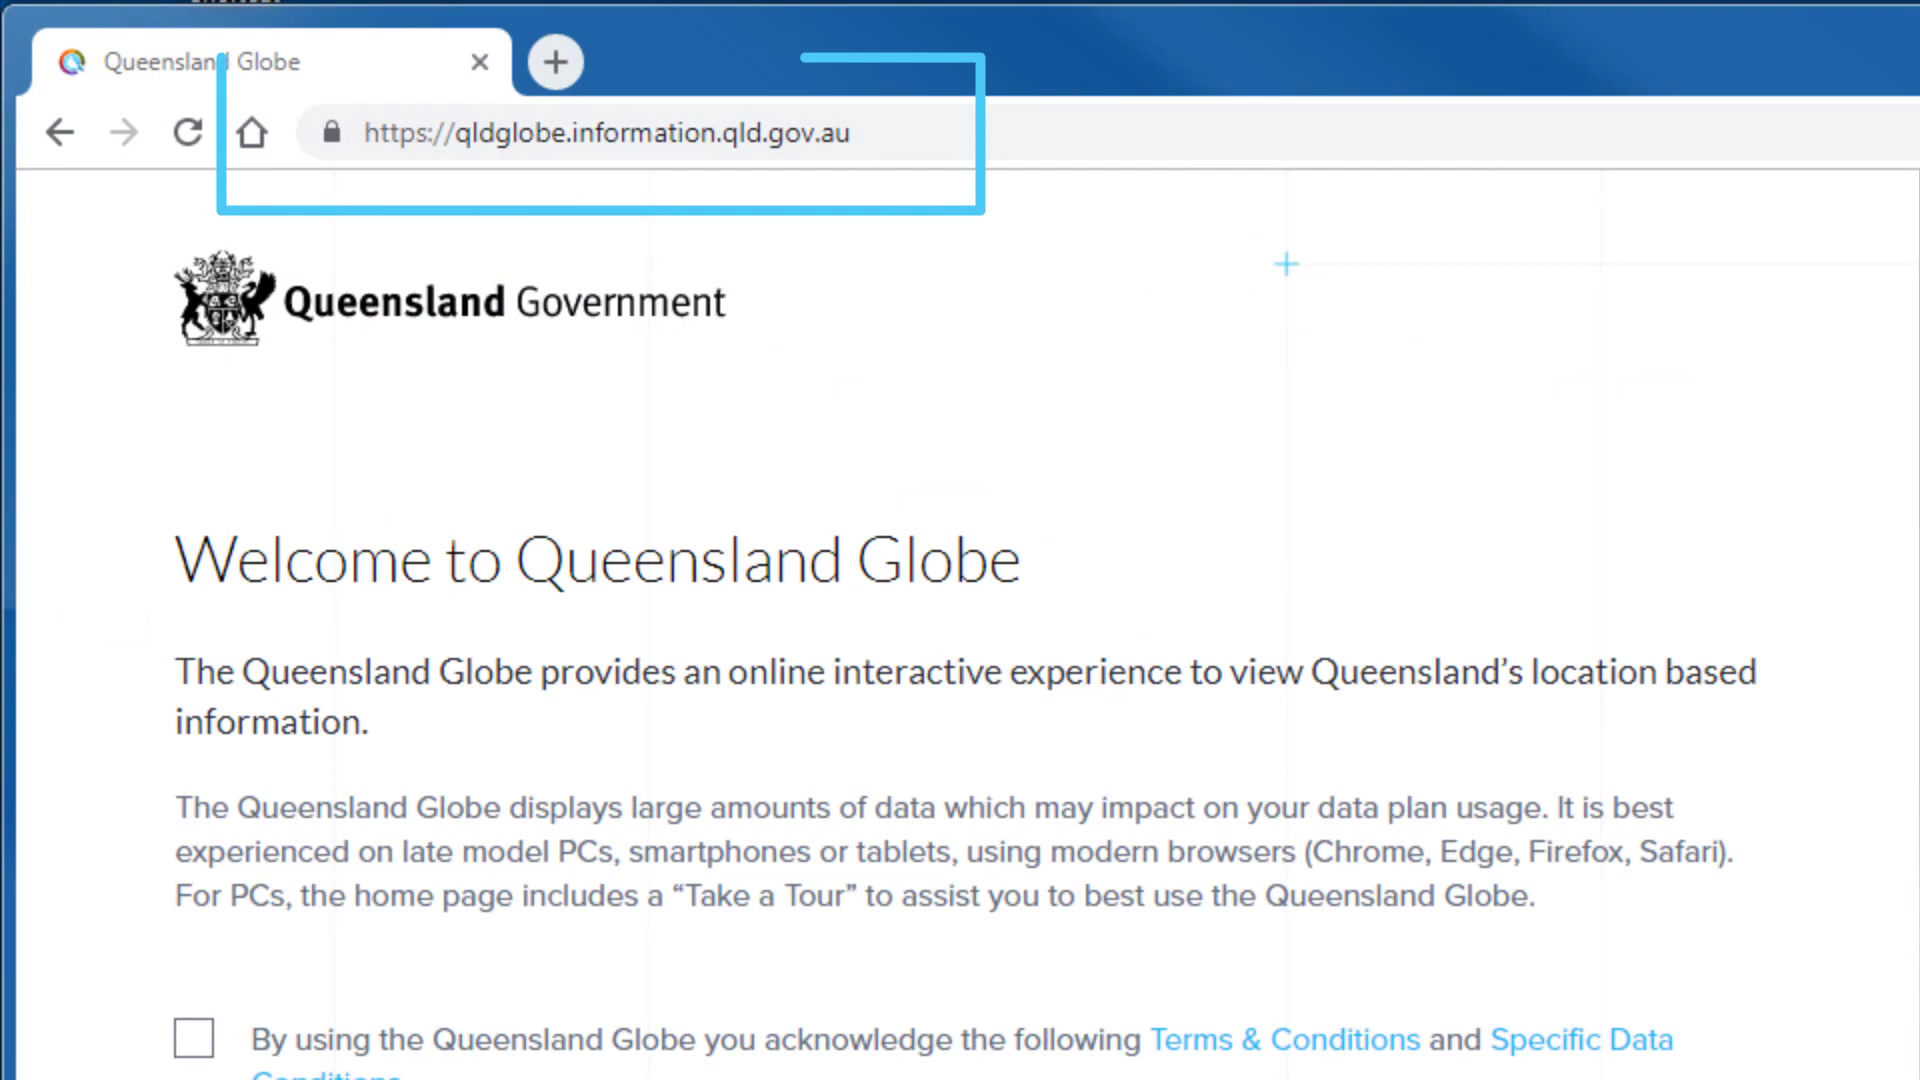 Queensland Globe
https://qldglobe.information.qld.gov.au
Queensland Government
Welcome to Queensland Globe
The Queensland Globe provides an online interactive experience to view Queensland’s location based
information.
The Queensland Globe displays large amounts of data which may impact on your data plan usage. It is best
experienced on late model PCs, smartphones or tablets, using modern browsers (Chrome, Edge, Firefox, Safari).
For PCs, the home page includes a “Take a Tour” to assist you to best use the Queensland Globe.
By using the Queensland Globe you acknowledge the following Terms & Conditions and Specific Data
Conditions